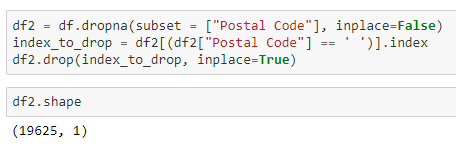 df2 = df.dropna(subset = ["Postal Code"], inplace=False)
index_to_drop = df2[(df2["Postal Code"] == ' ')].index
df2.drop(index_to_drop, inplace=True)
df2.shape
(19625, 1)